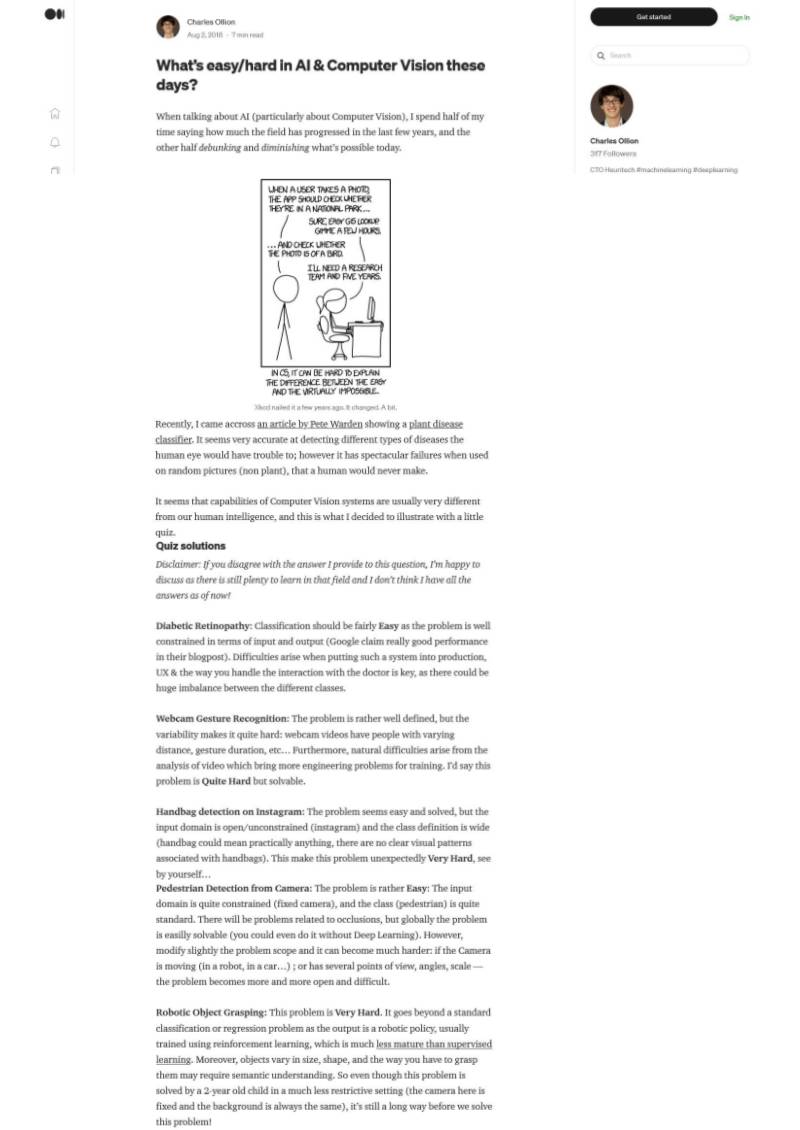 Charles Ollion
Aug 2, 2016 · 7 min read
Get started
Sign In
Search
Charles Ollion
317 Followers
CTO Heuritech #machinelearning #deeplearning
What's easy/hard in AI & Computer Vision these
days?
When talking about AI (particularly about Computer Vision), I spend half of my
time saying how much the field has progressed in the last few years, and the
other half debunking and diminishing what's possible today.
WHEN A USER TAKES A PHOTO,
THE APP SHOULD CHECK WHETHER
THEY'RE IN A NATIONAL PARK...
SURE, EASY GIS LOOKUP.
GIMME A FEW HOURS.
...AND CHECK WHETHER
THE PHOTO IS OF A BIRD.
I'LL NEED A RESEARCH
TEAM AND FIVE YEARS.
IN CS, IT CAN BE HARD TO EXPLAIN
THE DIFFERENCE BETWEEN THE EASY
AND THE VIRTUALLY IMPOSSIBLE.
Xkcd nailed it a few years ago. It changed. A bit.
Recently, I came accross an article by Pete Warden showing a plant disease
classifier. It seems very accurate at detecting different types of diseases the
human eye would have trouble to; however it has spectacular failures when used
on random pictures (non plant), that a human would never make.
It seems that capabilities of Computer Vision systems are usually very different
from our human intelligence, and this is what I decided to illustrate with a little
quiz.
Quiz solutions
Disclaimer: If you disagree with the answer I provide to this question, I'm happy to
discuss as there is still plenty to learn in that field and I don't think I have all the
answers as of now!
Diabetic Retinopathy: Classification should be fairly Easy as the problem is well
constrained in terms of input and output (Google claim really good performance
in their blogpost). Difficulties arise when putting such a system into production,
UX & the way you handle the interaction with the doctor is key, as there could be
huge imbalance between the different classes.
Webcam Gesture Recognition: The problem is rather well defined, but the
variability makes it quite hard: webcam videos have people with varying
distance, gesture duration, etc… Furthermore, natural difficulties arise from the
analysis of video which bring more engineering problems for training. I'd say this
problem is Quite Hard but solvable.
Handbag detection on Instagram: The problem seems easy and solved, but the
input domain is open/unconstrained (instagram) and the class definition is wide
(handbag could mean practically anything, there are no clear visual patterns
associated with handbags). This make this problem unexpectedly Very Hard, see
by yourself…
Pedestrian Detection from Camera: The problem is rather Easy: The input
domain is quite constrained (fixed camera), and the class (pedestrian) is quite
standard. There will be problems related to occlusions, but globally the problem
is easilly solvable (you could even do it without Deep Learning). However,
modify slightly the problem scope and it can become much harder: if the Camera
is moving (in a robot, in a car…) ; or has several points of view, angles, scale —
the problem becomes more and more open and difficult.
Robotic Object Grasping: This problem is Very Hard. It goes beyond a standard
classification or regression problem as the output is a robotic policy, usually
trained using reinforcement learning, which is much less mature than supervised
learning. Moreover, objects vary in size, shape, and the way you have to grasp
them may require semantic understanding. So even though this problem is
solved by a 2-year old child in a much less restrictive setting (the camera here is
fixed and the background is always the same), it's still a long way before we solve
this problem!